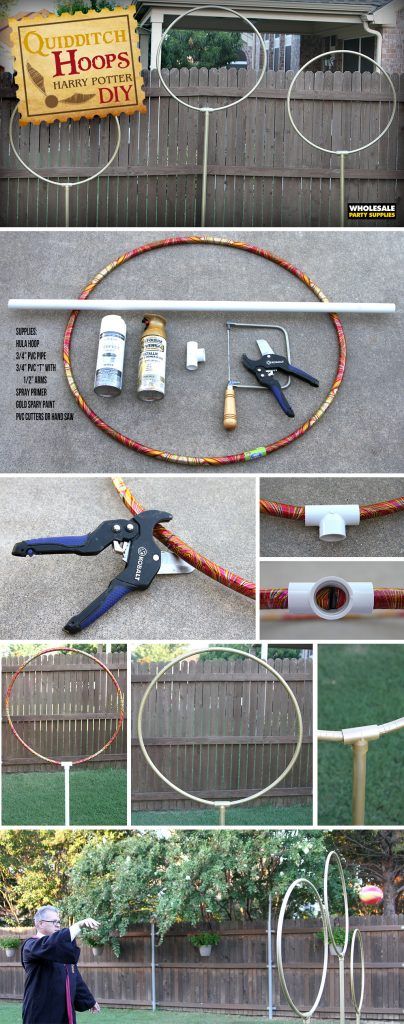 QUIDDITCH
HOOPS
HARRY POTTER
DIY
WHOLESALE
PARTY SUPPLIES
SUPPLIES:
HULA HOOP
3/4" PVC PIPE
3/4" PVC "T" WITH
1/2" ARMS
SPRAY PRIMER
GOLD SPARY PAINT
PVC CUTTERS OR HAND SAW
KOBALT